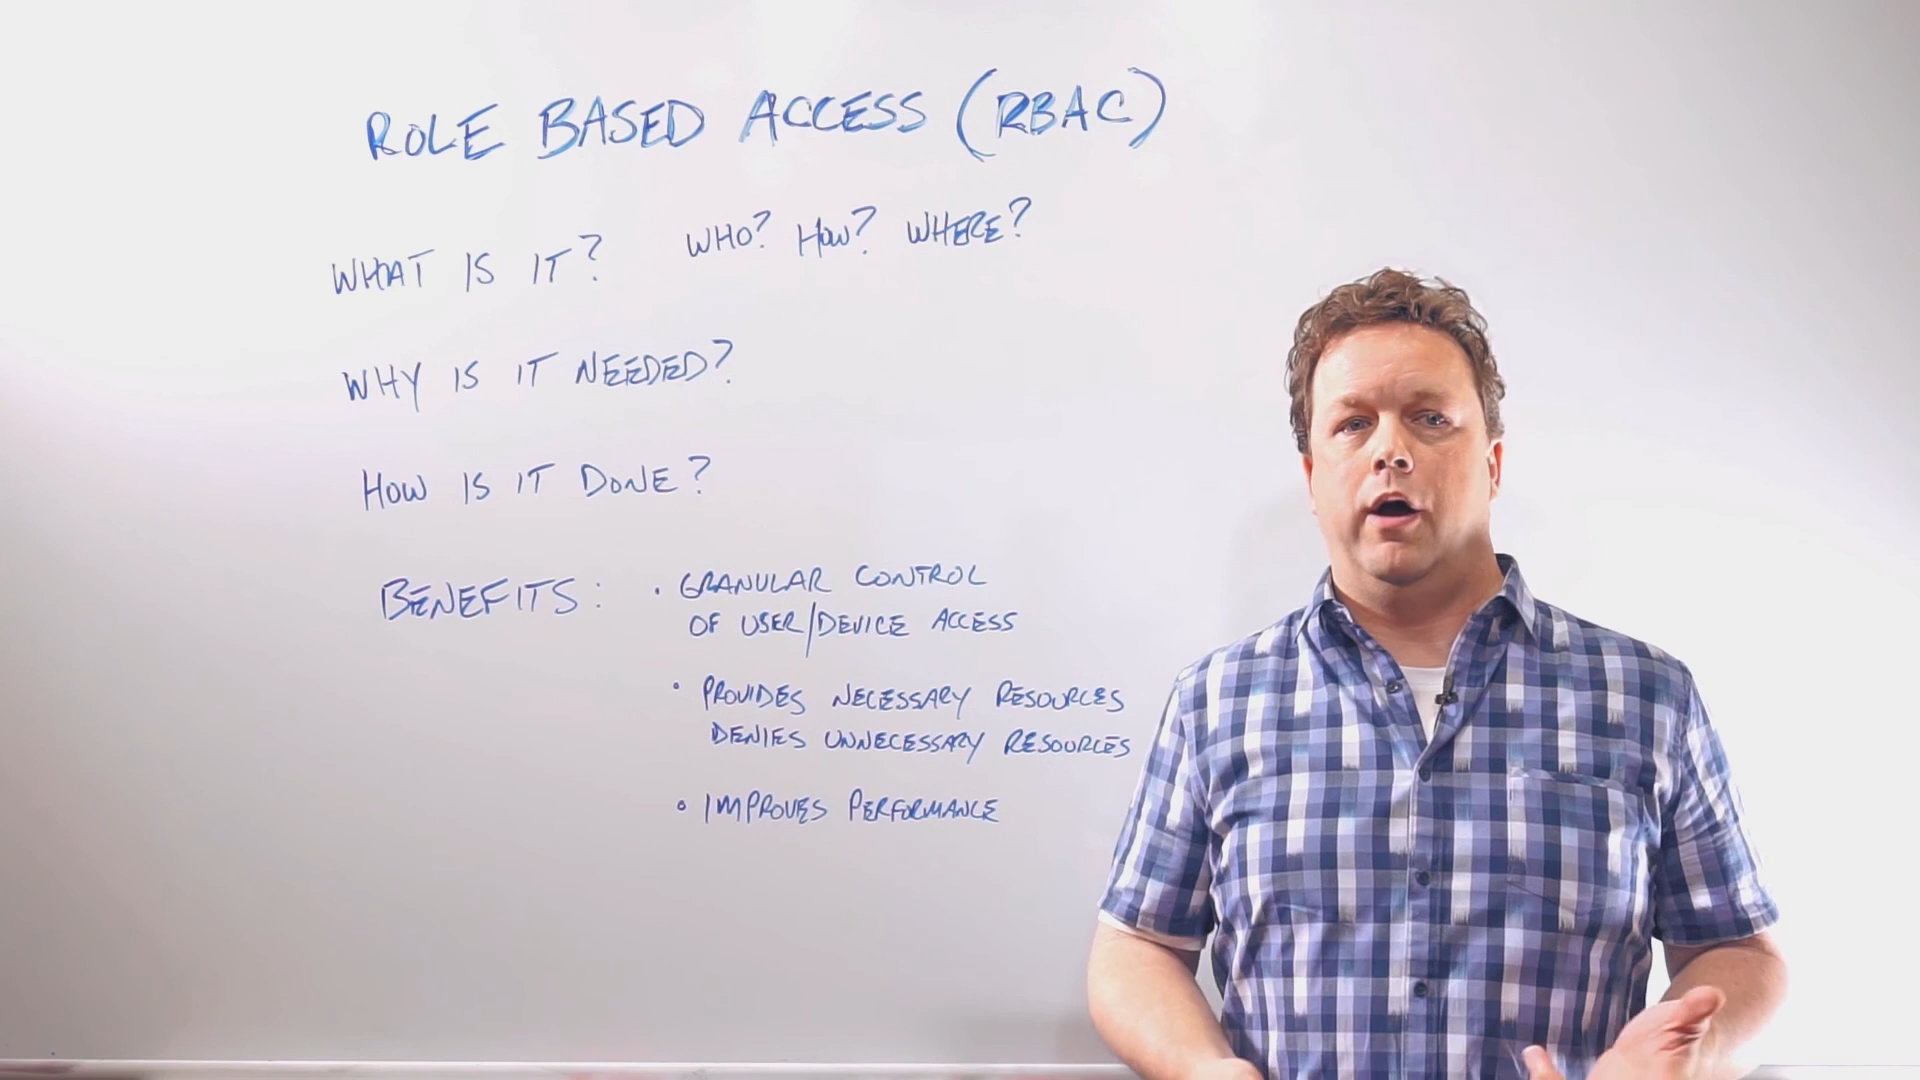 ROLE BASED ACCESS (RBAC)
WHAT IS IT? WHO? HOW? WHERE?
WHY IS IT NEEDED?
HOW IS IT DONE?
BENEFITS: • GRANULAR CONTROL
OF USER/DEVICE ACCESS
• PROVIDES NECESSARY RESOURCES
DENIES UNNECESSARY RESOURCES
• IMPROVES PERFORMANCE